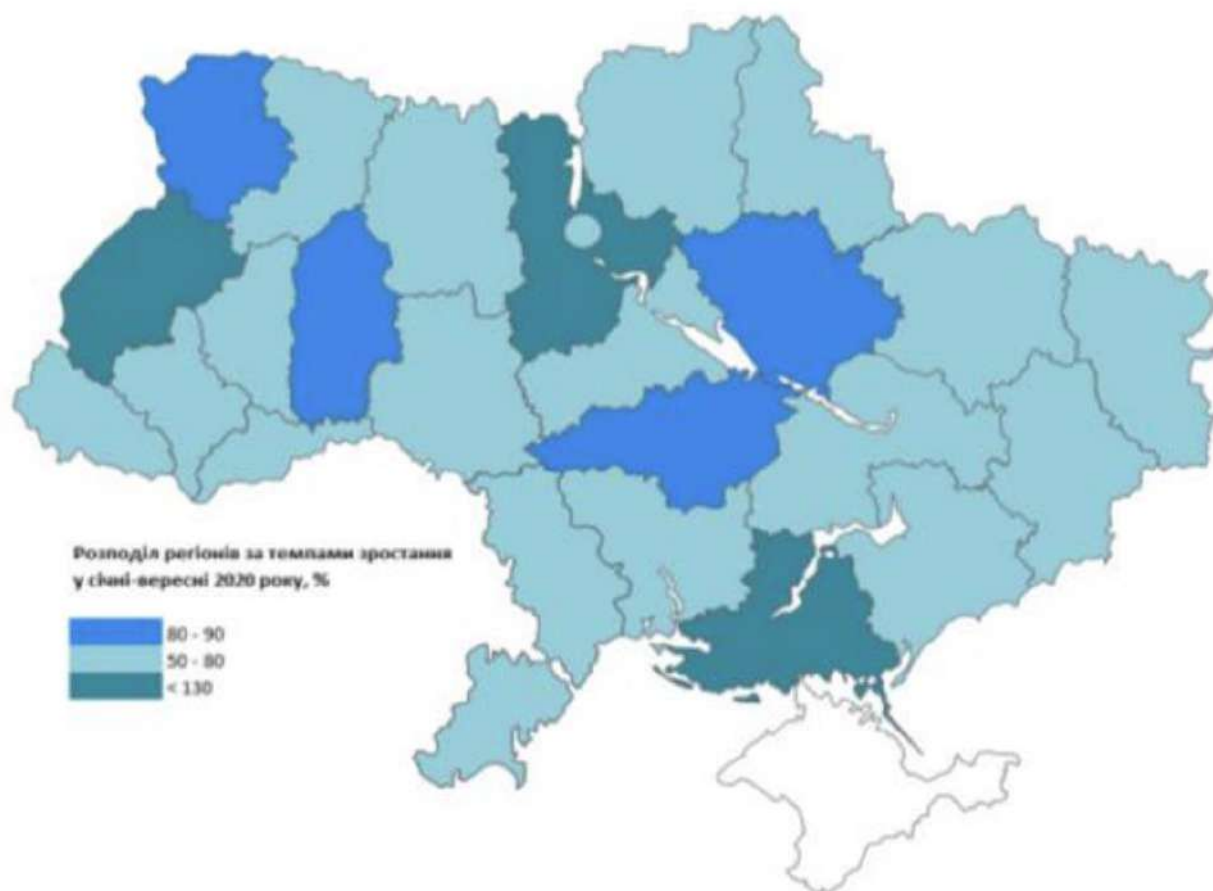 Розподіл регіонів за темпами зростання
у січні-вересні 2020 року, %
80 - 90
50 - 80
< 130